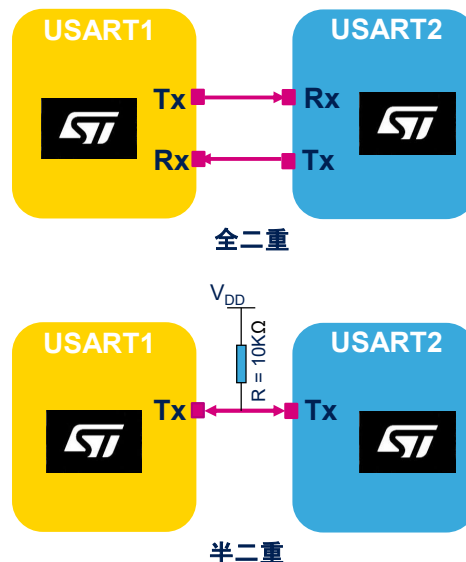 USART1 USART2
Tx Rx
Rx Tx
全二重
VDD
R = 10KΩ
USART1 USART2
Tx Tx
半二重